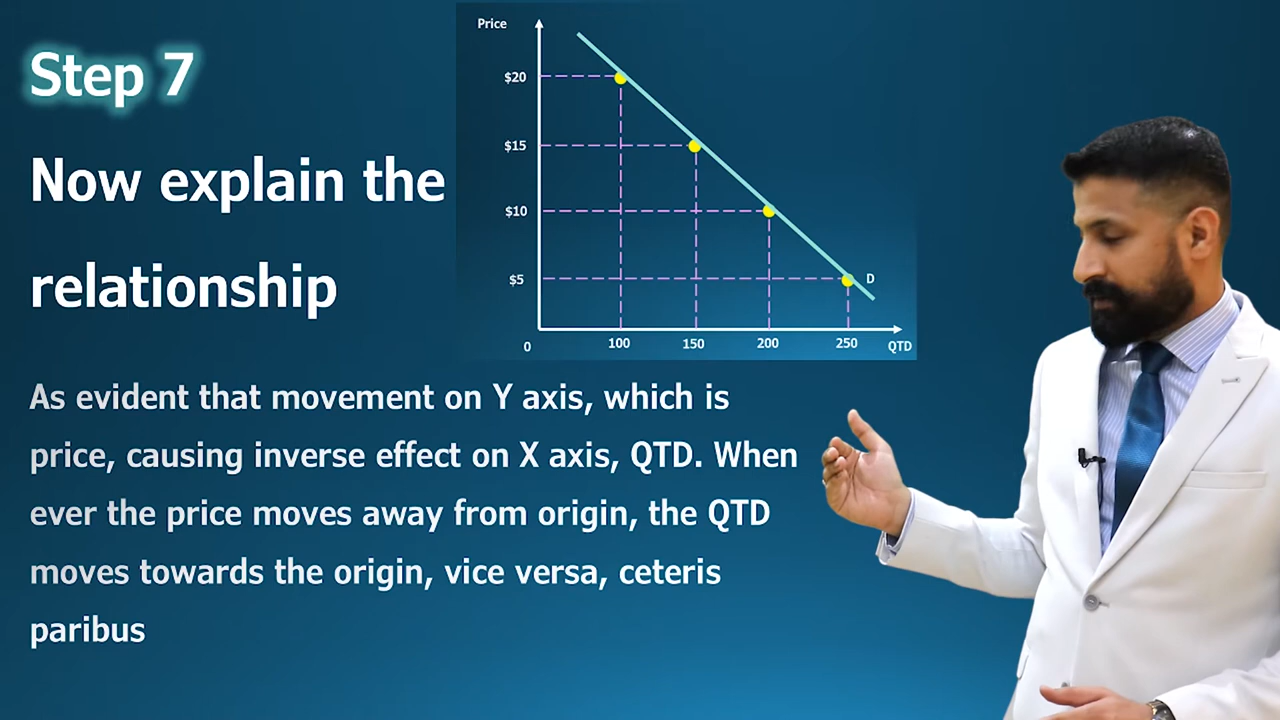 Step 7
Now explain the
relationship
Price
$20
$15
$10
$5
D
0
100
150
200
250
QTD
As evident that movement on Y axis, which is
price, causing inverse effect on X axis, QTD. When
ever the price moves away from origin, the QTD
moves towards the origin, vice versa, ceteris
paribus